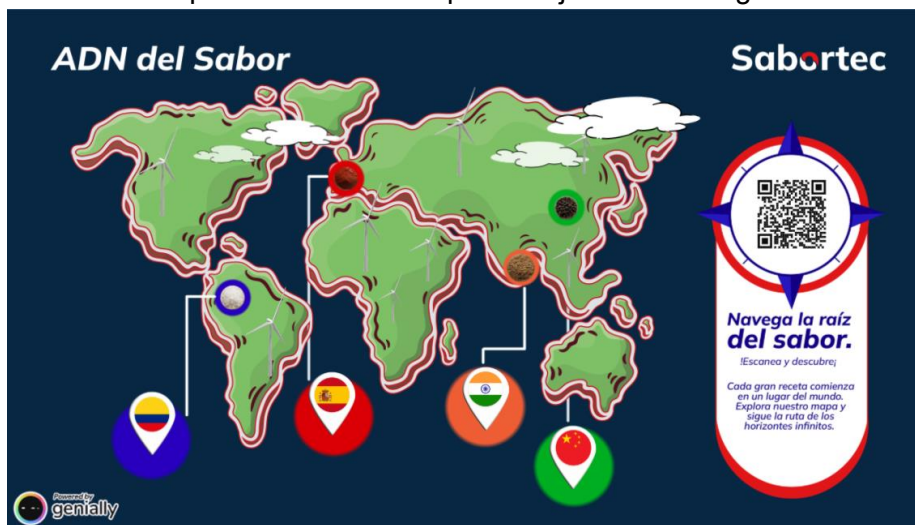 ADN del Sabor
Sabortec
Navega la raíz
del sabor.
!Escanea y descubre¡
Cada gran receta comienza
en un lugar del mundo.
Explora nuestro mapa y
sigue la ruta de los
horizontes infinitos.
Powered by
genially